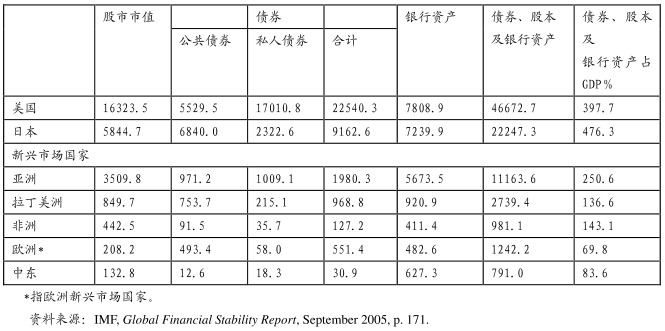 股市市值 债券 银行资产 债券、股本及银行资产 债券、股本及银行资产占GDP%
公共债券 私人债券 合计
美国 16323.5 5529.5 17010.8 22540.3 7808.9 46672.7 397.7
日本 5844.7 6840.0 2322.6 9162.6 7239.9 22247.3 476.3
新兴市场国家
亚洲 3509.8 971.2 1009.1 1980.3 5673.5 11163.6 250.6
拉丁美洲 849.7 753.7 215.1 968.8 920.9 2739.4 136.6
非洲 442.5 91.5 35.7 127.2 411.4 981.1 143.1
欧洲* 208.2 493.4 58.0 551.4 482.6 1242.2 69.8
中东 132.8 12.6 18.3 30.9 627.3 791.0 83.6
*指欧洲新兴市场国家。
资料来源：IMF, Global Financial Stability Report, September 2005, p. 171.